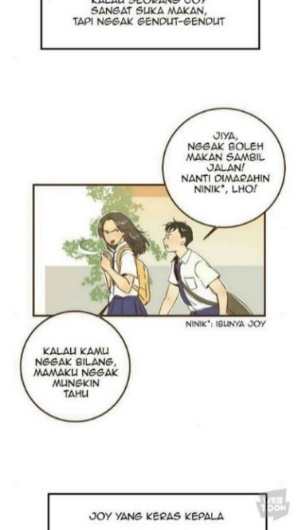 KALAU SEORANG JOY
SANGAT SUKA MAKAN,
TAPI NGGAK GENDUT-GENDUT
JIYA,
NGGAK BOLEH
MAKAN SAMBIL
JALAN!
NANTI DIMARAHIN
NINIK*, LHO!
NINIK*: IBUNYA JOY
KALAU KAMU
NGGAK BILANG,
MAMAKU NGGAK
MUNGKIN
TAHU
WEB
TOON
JOY YANG KERAS KEPALA